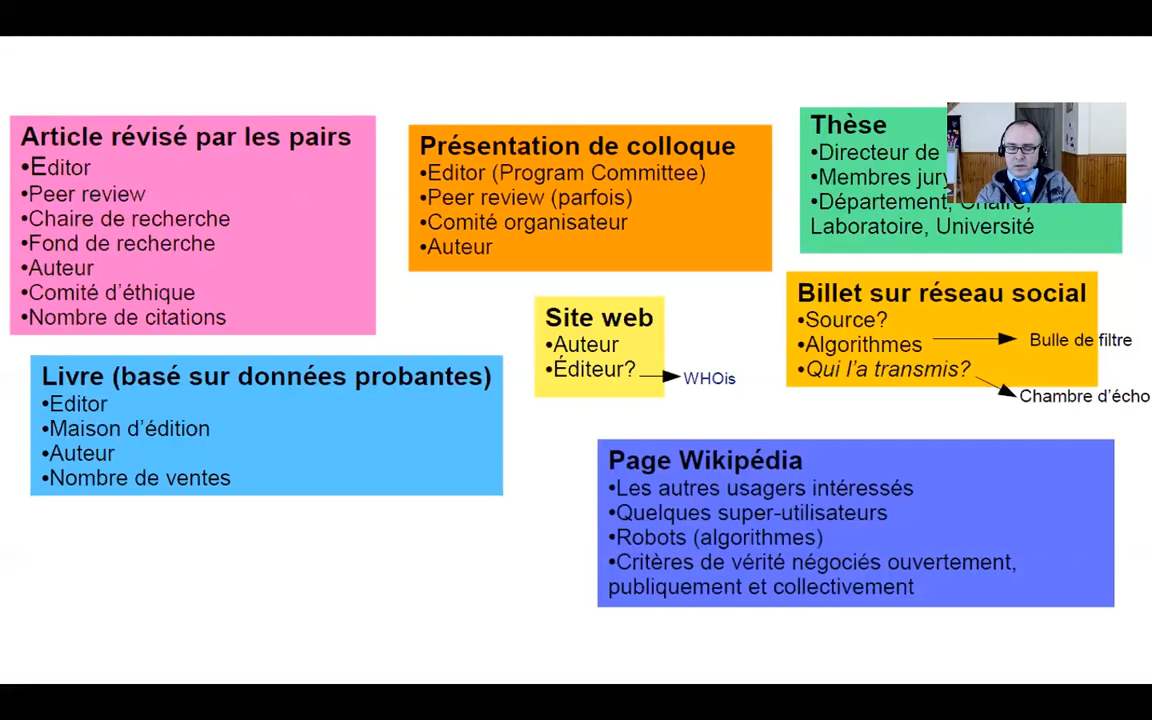 Article révisé par les pairs
•Editor
•Peer review
•Chaire de recherche
•Fond de recherche
•Auteur
•Comité d'éthique
•Nombre de citations
Présentation de colloque
•Editor (Program Committee)
•Peer review (parfois)
•Comité organisateur
•Auteur
Thèse
•Directeur de
•Membres jury
•Département, Chaire,
Laboratoire, Université
Site web
•Auteur
•Éditeur?
WHOis
Billet sur réseau social
•Source?
•Algorithmes
Bulle de filtre
•Qui l'a transmis?
Chambre d'écho
Livre (basé sur données probantes)
•Editor
•Maison d'édition
•Auteur
•Nombre de ventes
Page Wikipédia
•Les autres usagers intéressés
•Quelques super-utilisateurs
•Robots (algorithmes)
•Critères de vérité négociés ouvertement,
publiquement et collectivement